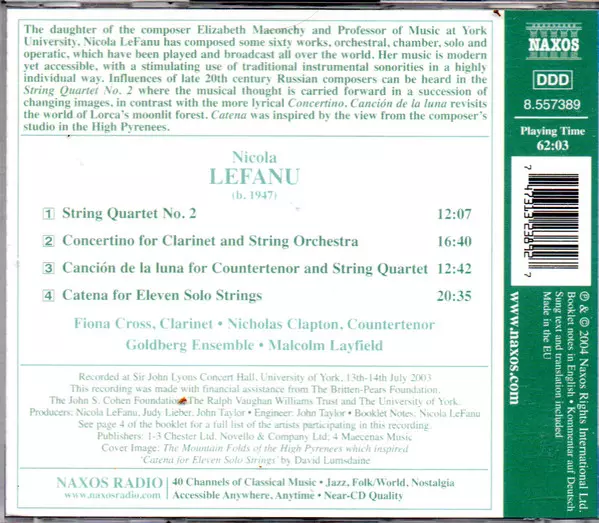 The daughter of the composer Elizabeth Maconchy and Professor of Music at York
University, Nicola LeFanu has composed some sixty works, orchestral, chamber, solo and
operatic, which have been played and broadcast all over the world. Her music is modern
yet accessible, with a stimulating use of traditional instrumental sonorities in a highly
individual way. Influences of late 20th century Russian composers can be heard in the
String Quartet No. 2 where the musical thought is carried forward in a succession of
changing images, in contrast with the more lyrical Concertino. Canción de la luna revisits
the world of Lorca's moonlit forest. Catena was inspired by the view from the composer's
studio in the High Pyrenees.
Nicola
LEFANU
(b. 1947)
1 String Quartet No. 2 12:07
2 Concertino for Clarinet and String Orchestra 16:40
3 Canción de la luna for Countertenor and String Quartet 12:42
4 Catena for Eleven Solo Strings 20:35
Fiona Cross, Clarinet • Nicholas Clapton, Countertenor
Goldberg Ensemble • Malcolm Layfield
Recorded at Sir John Lyons Concert Hall, University of York, 13th-14th July 2003
This recording was made with financial assistance from The Britten-Pears Foundation.
The John S. Cohen Foundation, The Ralph Vaughan Williams Trust and The University of York.
Producers: Nicola LeFanu, Judy Lieber, John Taylor • Engineer: John Taylor • Booklet Notes: Nicola LeFanu
See page 4 of the booklet for a full list of the artists participating in this recording.
Publishers: 1-3 Chester Ltd. Novello & Company Ltd; 4 Maecenas Music
Cover Image: The Mountain Folds of the High Pyrenees which inspired
'Catena for Eleven Solo Strings' by David Lumsdaine
NAXOS RADIO
www.naxosradio.com
40 Channels of Classical Music • Jazz, Folk/World, Nostalgia
Accessible Anywhere, Anytime • Near-CD Quality
NAXOS
DDD
8.557389
Playing Time
62:03
7 47313 23892 7
www.naxos.com
℗ & © 2004 Naxos Rights International Ltd.
Booklet notes in English • Kommentar auf Deutsch
Sung text and translation included
Made in the EU